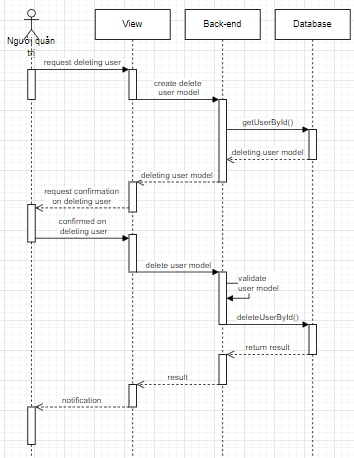 View
Back-end
Database
Người quản
trị
request deleting user
create delete
user model
getUserById()
deleting user model
deleting user model
request confirmation
on deleting user
confirmed on
deleting user
delete user model
validate
user model
deleteUserById()
return result
result
notification